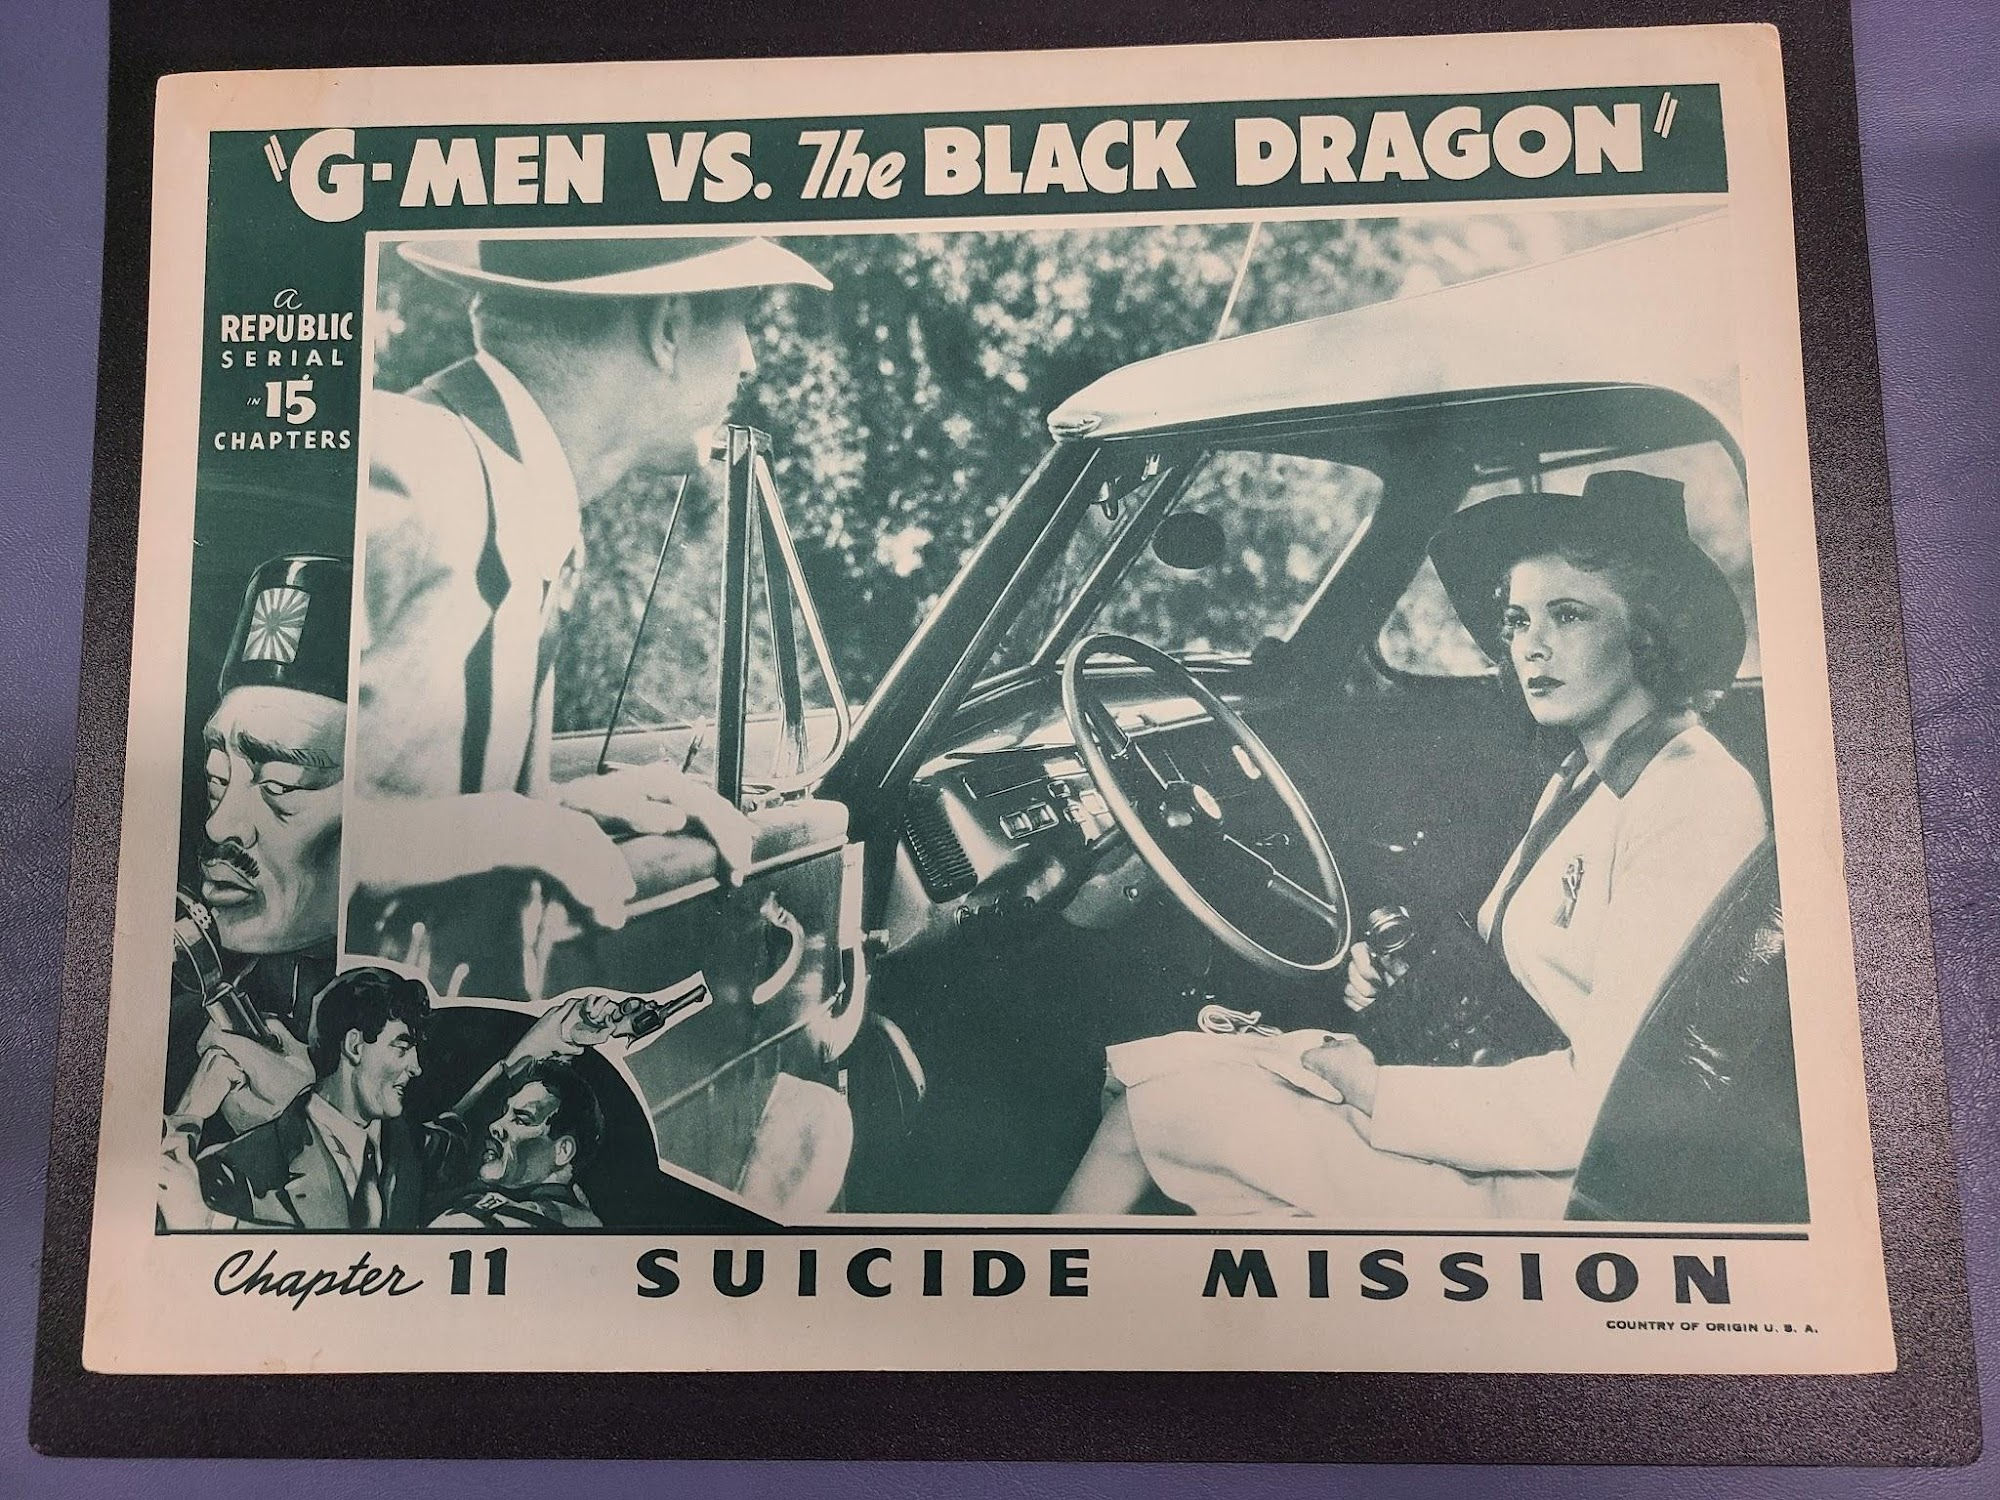 "G-MEN VS. The BLACK DRAGON"
a
REPUBLIC
SERIAL
IN 15
CHAPTERS
Chapter 11 SUICIDE MISSION
COUNTRY OF ORIGIN U. S. A.